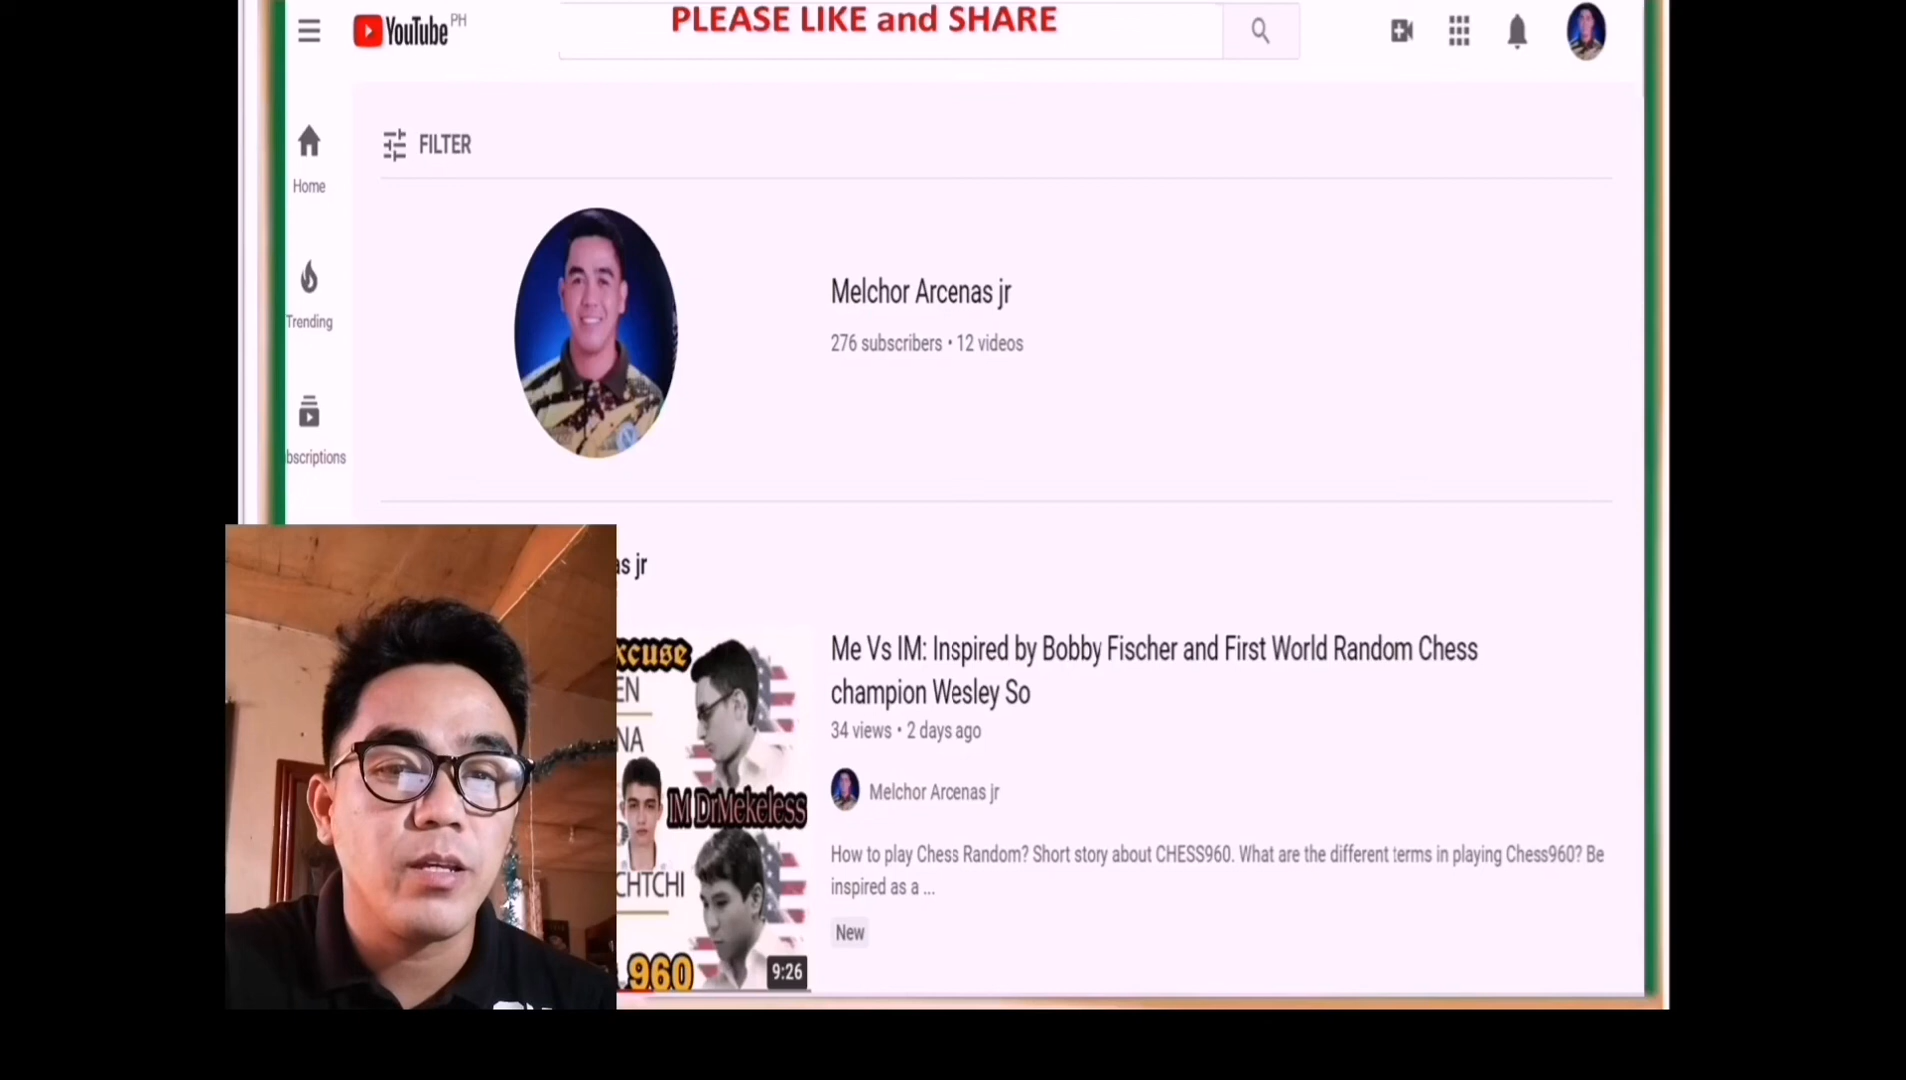 PLEASE LIKE and SHARE
YouTube PH
FILTER
Home
Trending
bscriptions
Melchor Arcenas jr
276 subscribers • 12 videos
as jr
Me Vs IM: Inspired by Bobby Fischer and First World Random Chess
champion Wesley So
34 views • 2 days ago
Melchor Arcenas jr
How to play Chess Random? Short story about CHESS960. What are the different terms in playing Chess960? Be
inspired as a ...
New
xcuse
EN
NA
IM DrMekeless
CHTCHI
960
9:26